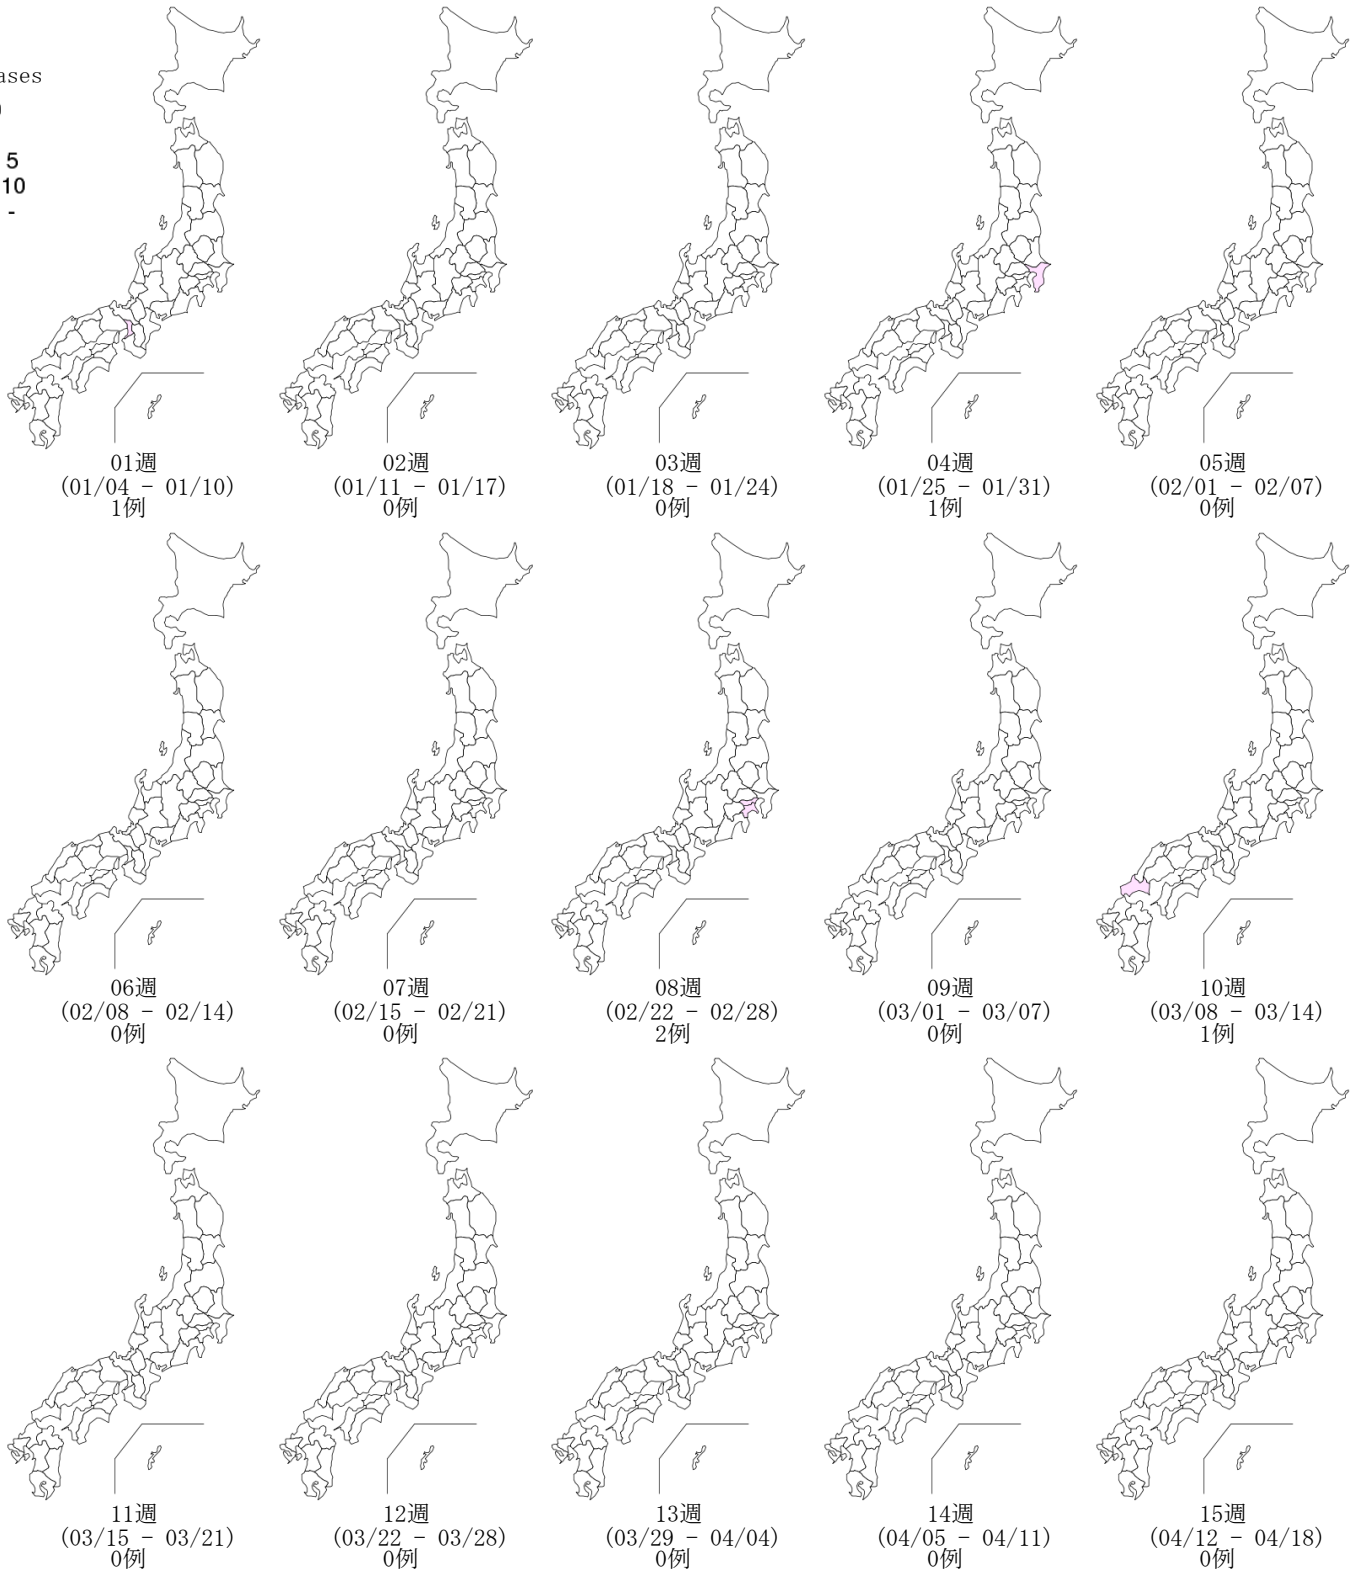 ases
5
10
-
01週
(01/04 - 01/10)
1例
02週
(01/11 - 01/17)
0例
03週
(01/18 - 01/24)
0例
04週
(01/25 - 01/31)
1例
05週
(02/01 - 02/07)
0例
06週
(02/08 - 02/14)
0例
07週
(02/15 - 02/21)
0例
08週
(02/22 - 02/28)
2例
09週
(03/01 - 03/07)
0例
10週
(03/08 - 03/14)
1例
11週
(03/15 - 03/21)
0例
12週
(03/22 - 03/28)
0例
13週
(03/29 - 04/04)
0例
14週
(04/05 - 04/11)
0例
15週
(04/12 - 04/18)
0例